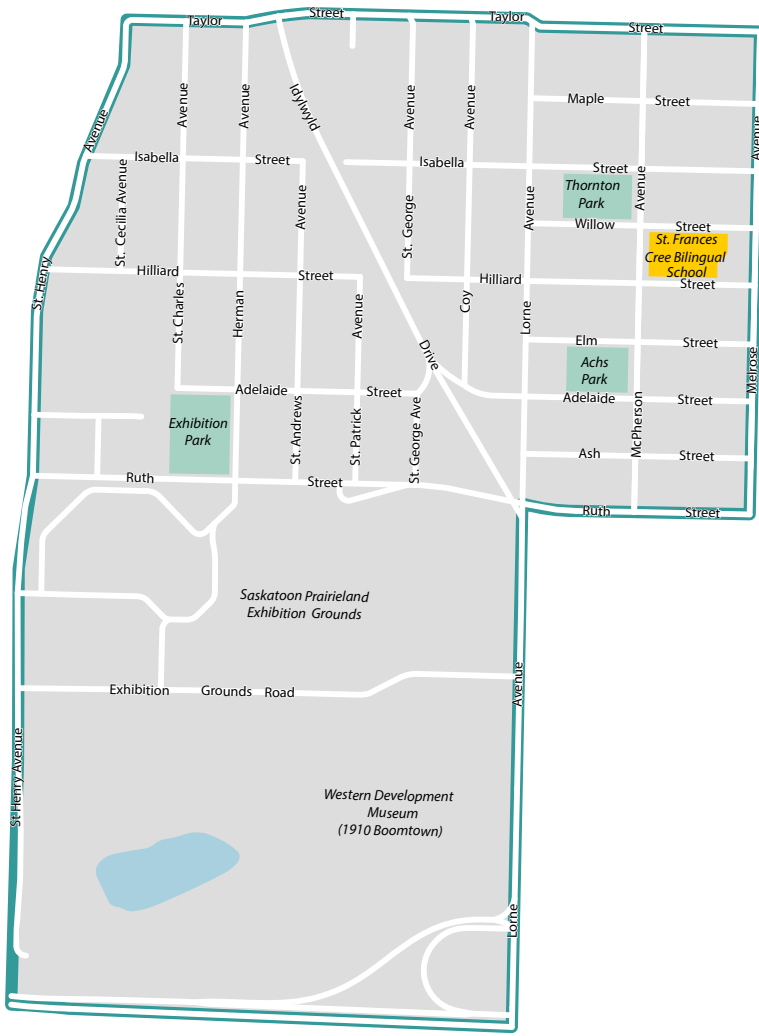 Taylor
Street
Taylor
Street
Avenue
Avenue
Avenue
Idylwyld
Avenue
Avenue
Maple
Street
Avenue
Isabella
Street
Isabella
Street
St. Cecilia Avenue
Avenue
St. George
Avenue
Thornton
Park
Avenue
Willow
Street
St. Frances
Cree Bilingual
School
St. Henry
Hilliard
Street
Hilliard
Street
St. Charles
Herman
Avenue
Coy
Lorne
Drive
Elm
Street
Achs
Park
Melrose
Adelaide
Street
Adelaide
Street
Exhibition
Park
St. Andrews
St. Patrick
St. George Ave
McPherson
Ash
Street
Ruth
Street
Ruth
Street
Saskatoon Prairieland
Exhibition Grounds
Exhibition
Grounds
Road
Avenue
St Henry Avenue
Western Development
Museum
(1910 Boomtown)
Lorne